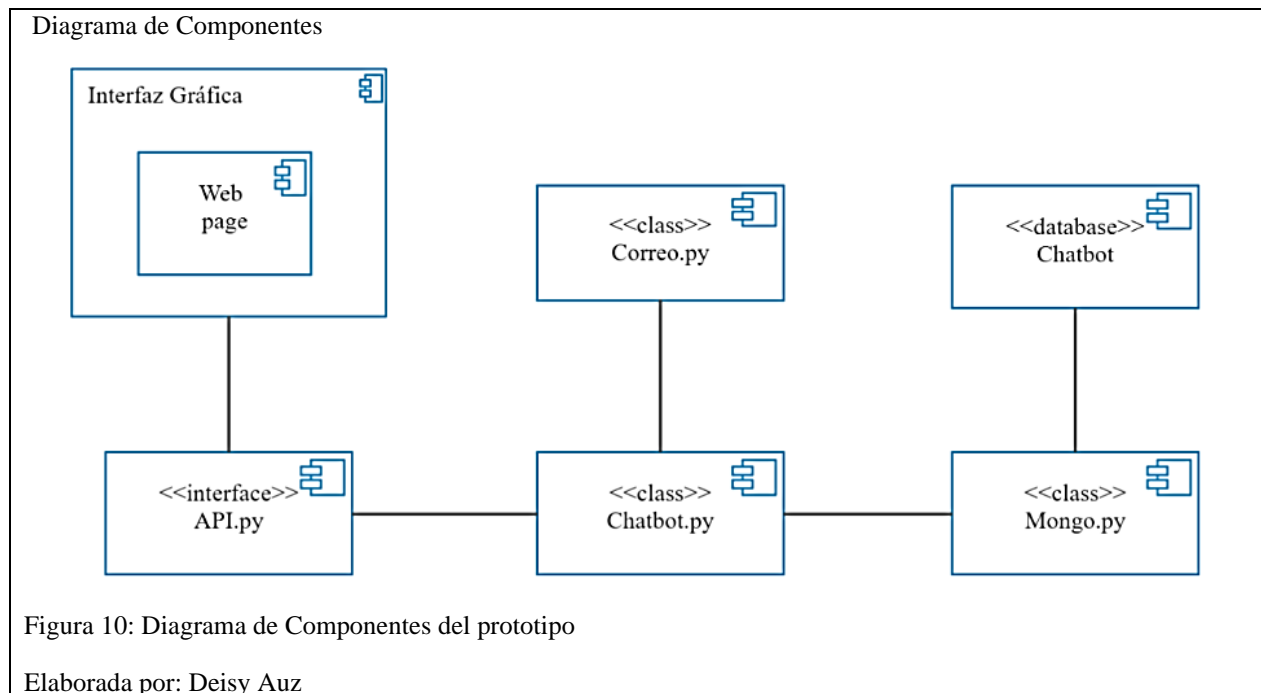 Diagrama de Componentes
Interfaz Gráfica
Web
page
<<class>>
Correo.py
<<database>>
Chatbot
<<interface>>
API.py
<<class>>
Chatbot.py
<<class>>
Mongo.py
Figura 10: Diagrama de Componentes del prototipo
Elaborada por: Deisy Auz